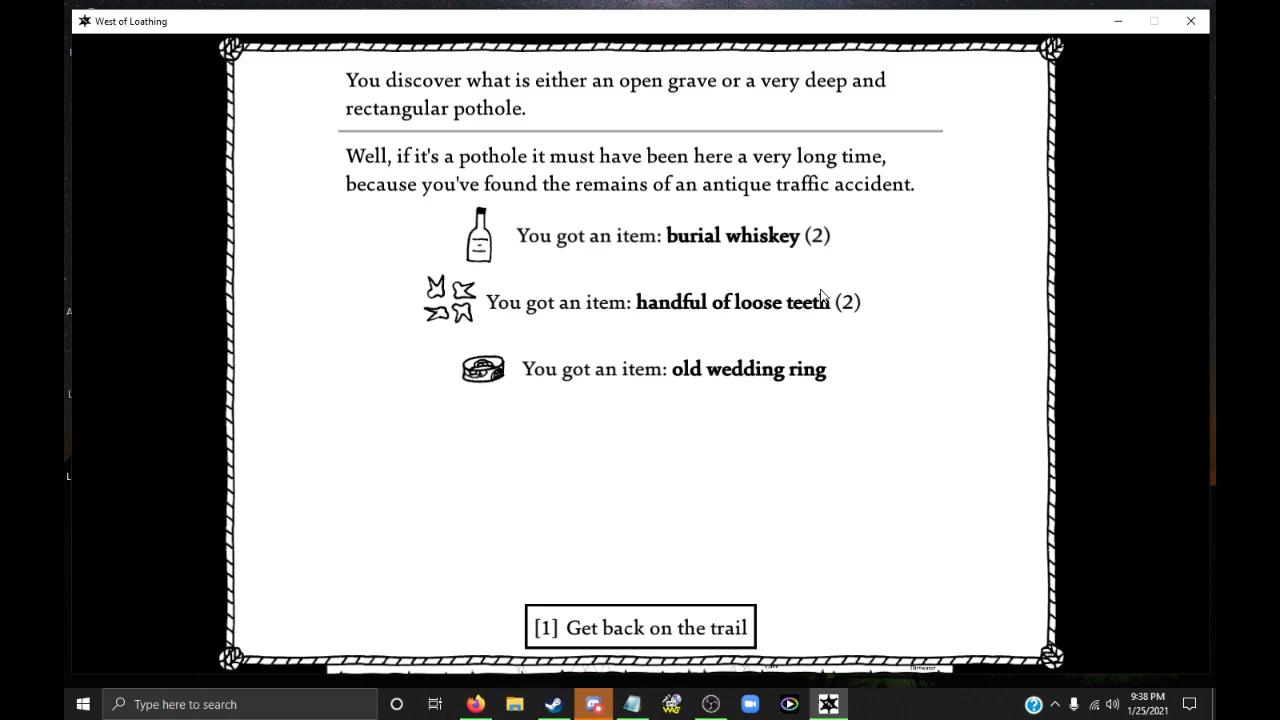 West of Loathing
You discover what is either an open grave or a very deep and
rectangular pothole.
Well, if it's a pothole it must have been here a very long time,
because you've found the remains of an antique traffic accident.
You got an item: burial whiskey (2)
You got an item: handful of loose teeth (2)
You got an item: old wedding ring
[1] Get back on the trail
Dirtwater
Type here to search
9:38 PM
1/25/2021